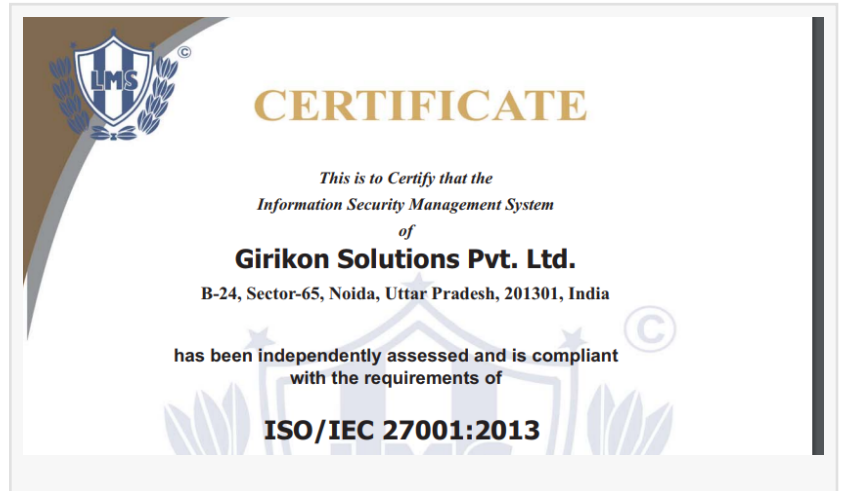 LMS
©
CERTIFICATE
This is to Certify that the
Information Security Management System
of
Girikon Solutions Pvt. Ltd.
B-24, Sector-65, Noida, Uttar Pradesh, 201301, India
©
has been independently assessed and is compliant
with the requirements of
ISO/IEC 27001:2013
LMS